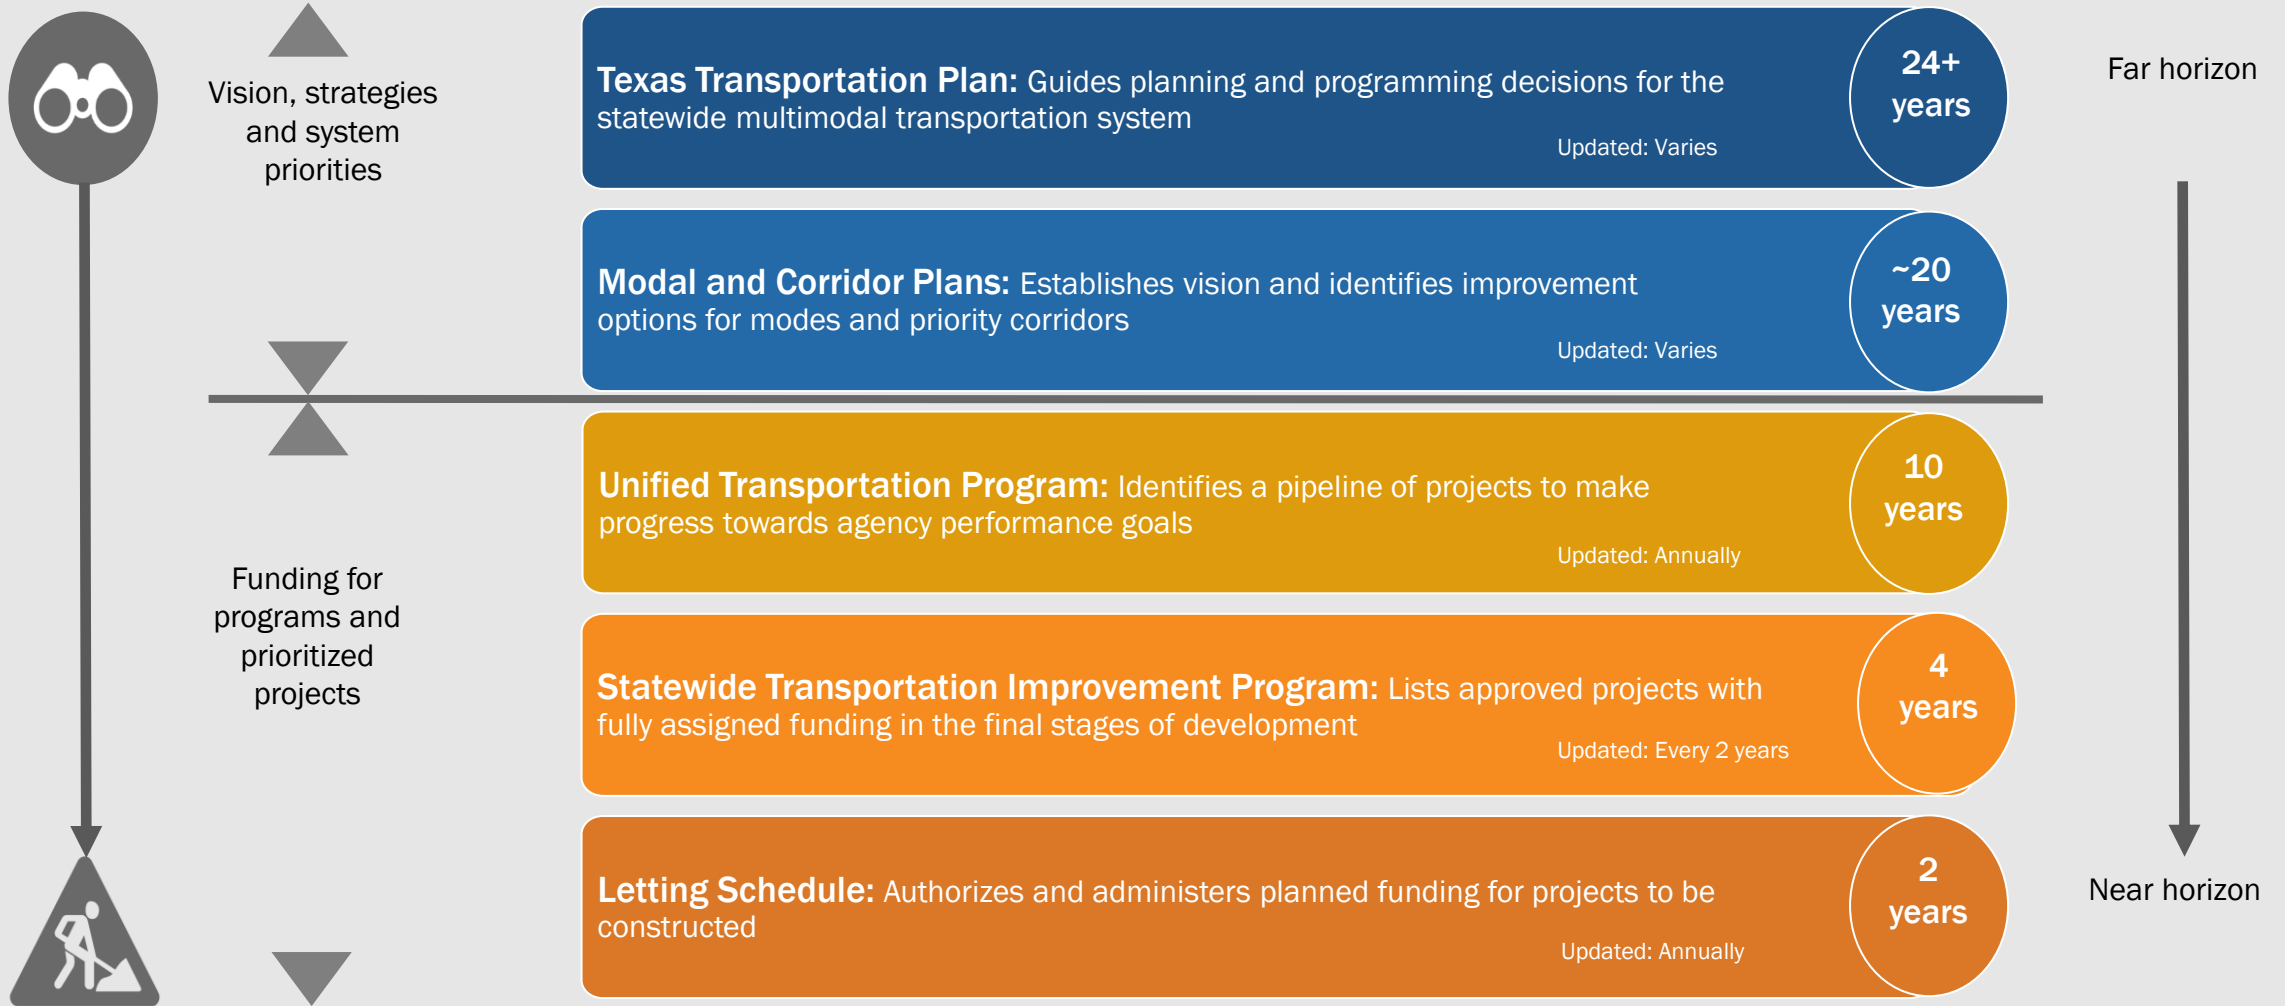 Vision, strategies
and system
priorities
Texas Transportation Plan: Guides planning and programming decisions for the
statewide multimodal transportation system
Updated: Varies
24+
years
Far horizon
Modal and Corridor Plans: Establishes vision and identifies improvement
options for modes and priority corridors
Updated: Varies
~20
years
Funding for
programs and
prioritized
projects
Unified Transportation Program: Identifies a pipeline of projects to make
progress towards agency performance goals
Updated: Annually
10
years
Statewide Transportation Improvement Program: Lists approved projects with
fully assigned funding in the final stages of development
Updated: Every 2 years
4
years
Letting Schedule: Authorizes and administers planned funding for projects to be
constructed
Updated: Annually
2
years
Near horizon